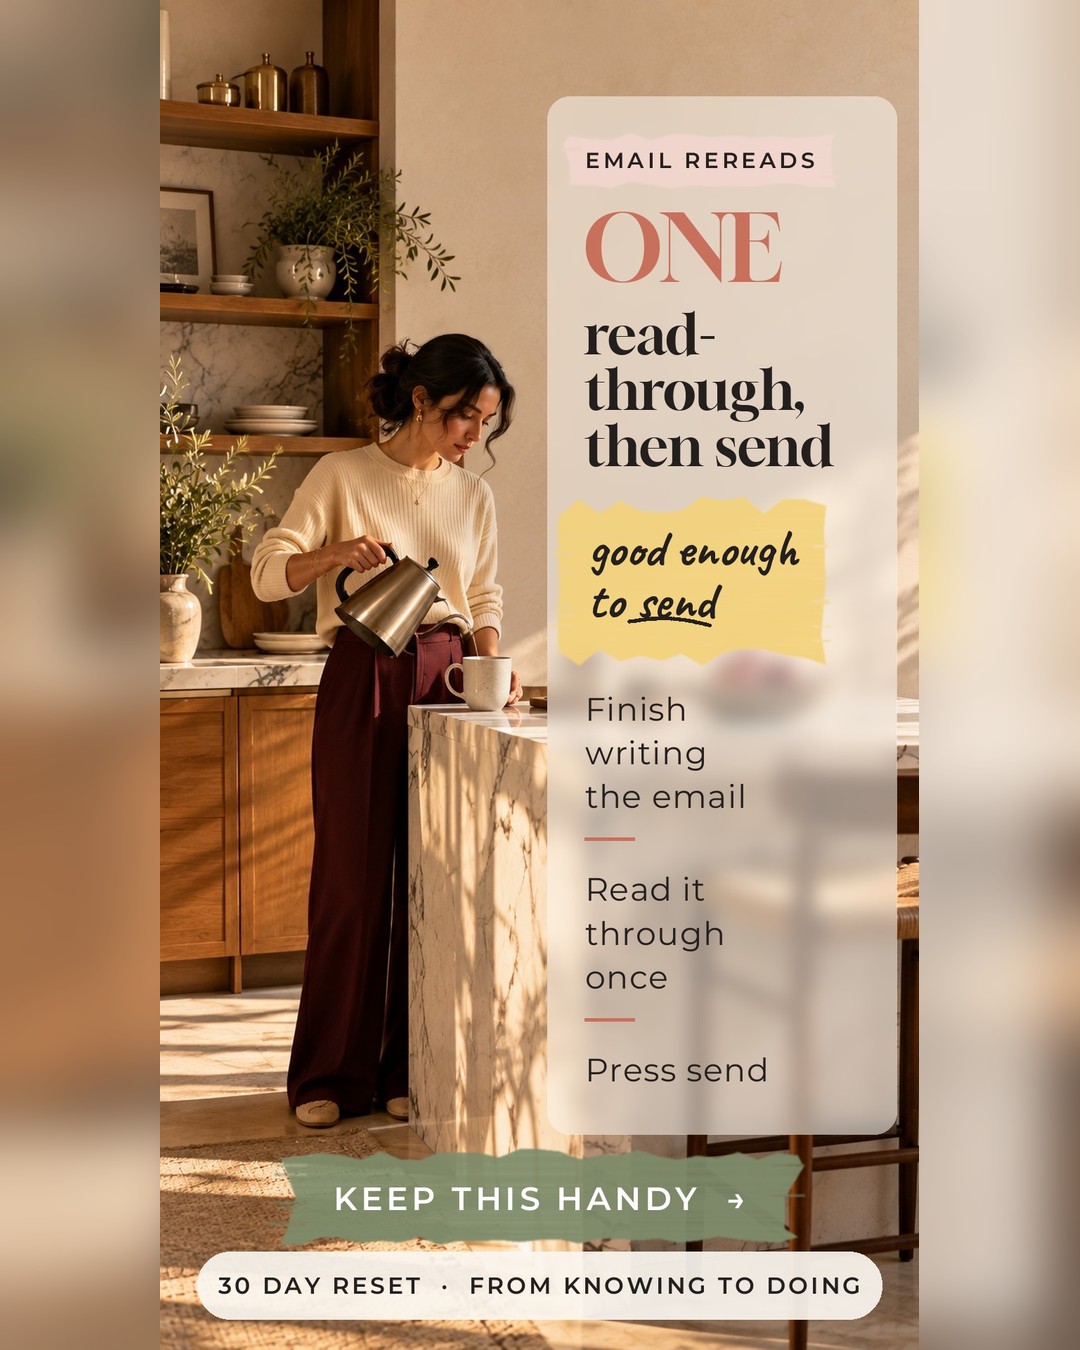 EMAIL REREADS
ONE
read-
through,
then send
good enough
to send
Finish
writing
the email
Read it
through
once
Press send
KEEP THIS HANDY →
30 DAY RESET · FROM KNOWING TO DOING